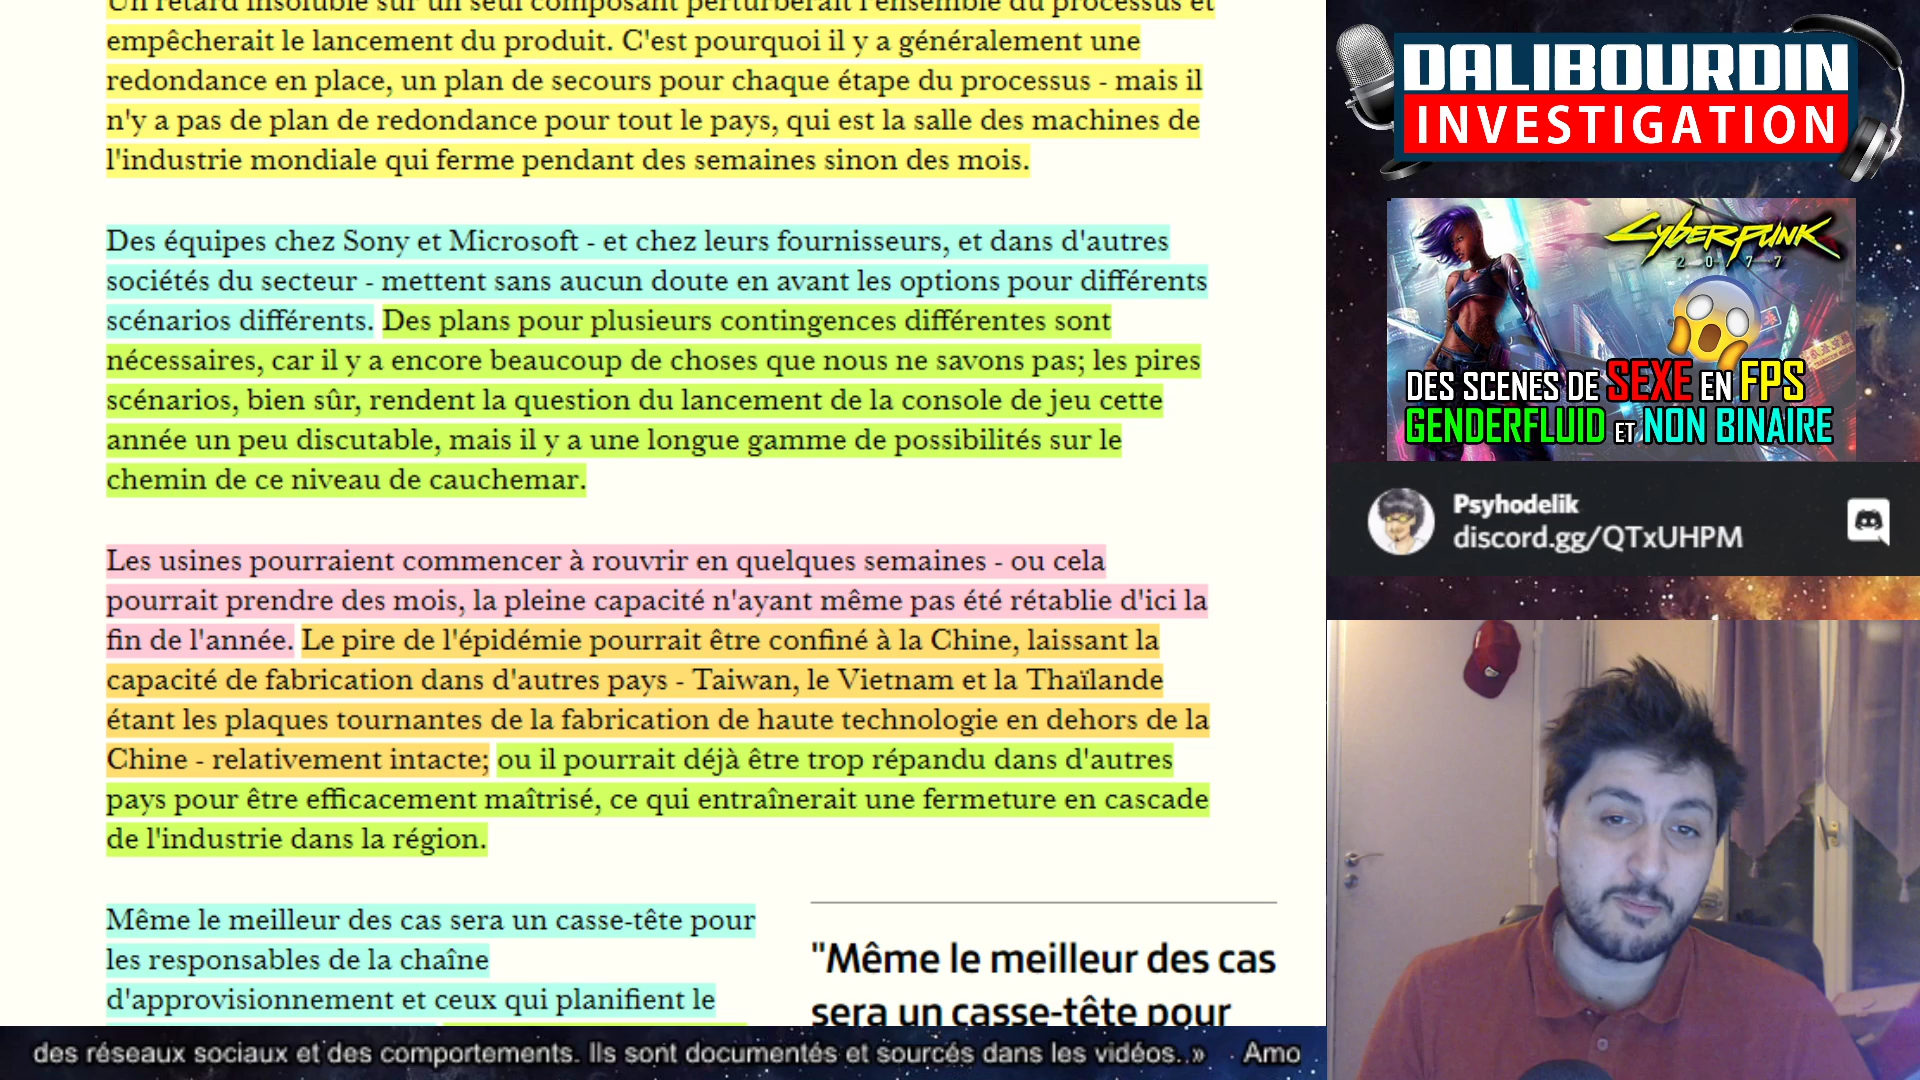 Un retard insoluble sur un seul composant perturberait l'ensemble du processus et
empêcherait le lancement du produit. C'est pourquoi il y a généralement une
redondance en place, un plan de secours pour chaque étape du processus - mais il
n'y a pas de plan de redondance pour tout le pays, qui est la salle des machines de
l'industrie mondiale qui ferme pendant des semaines sinon des mois.
Des équipes chez Sony et Microsoft - et chez leurs fournisseurs, et dans d'autres
sociétés du secteur - mettent sans aucun doute en avant les options pour différents
scénarios différents. Des plans pour plusieurs contingences différentes sont
nécessaires, car il y a encore beaucoup de choses que nous ne savons pas; les pires
scénarios, bien sûr, rendent la question du lancement de la console de jeu cette
année un peu discutable, mais il y a une longue gamme de possibilités sur le
chemin de ce niveau de cauchemar.
Les usines pourraient commencer à rouvrir en quelques semaines - ou cela
pourrait prendre des mois, la pleine capacité n'ayant même pas été rétablie d'ici la
fin de l'année. Le pire de l'épidémie pourrait être confiné à la Chine, laissant la
capacité de fabrication dans d'autres pays - Taiwan, le Vietnam et la Thaïlande
étant les plaques tournantes de la fabrication de haute technologie en dehors de la
Chine - relativement intacte; ou il pourrait déjà être trop répandu dans d'autres
pays pour être efficacement maîtrisé, ce qui entraînerait une fermeture en cascade
de l'industrie dans la région.
Même le meilleur des cas sera un casse-tête pour
les responsables de la chaîne
d'approvisionnement et ceux qui planifient le
"Même le meilleur des cas
sera un casse-tête pour
des réseaux sociaux et des comportements. Ils sont documentés et sourcés dans les vidéos. » Amo
DALIBOURDIN
INVESTIGATION
CYBERPUNK
2077
DES SCENES DE SEXE EN FPS
GENDERFLUID ET NON BINAIRE
Psyhodelik
discord.gg/QTxUHPM